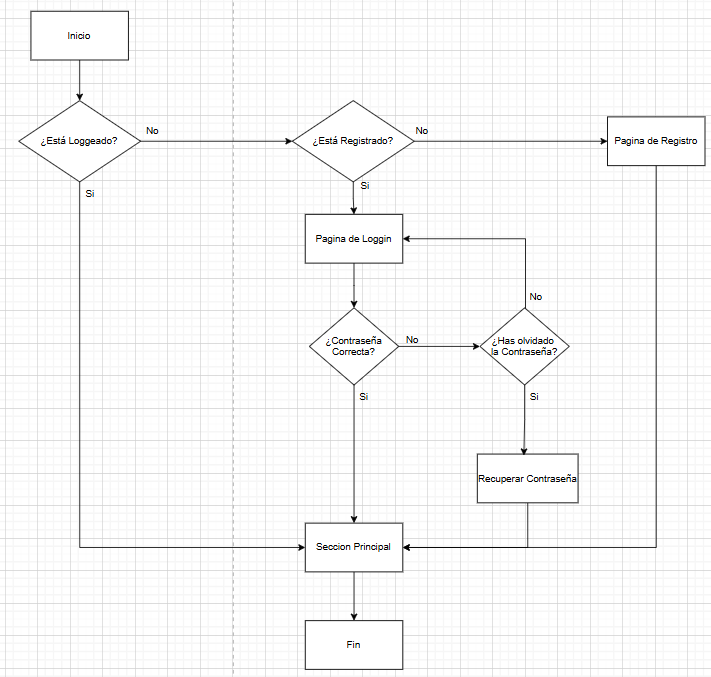 Inicio
¿Está Loggeado?
No
¿Está Registrado?
No
Pagina de Registro
Si
Si
Pagina de Loggin
No
¿Contraseña
Correcta?
No
¿Has olvidado
la Contraseña?
Si
Si
Recuperar Contraseña
Seccion Principal
Fin